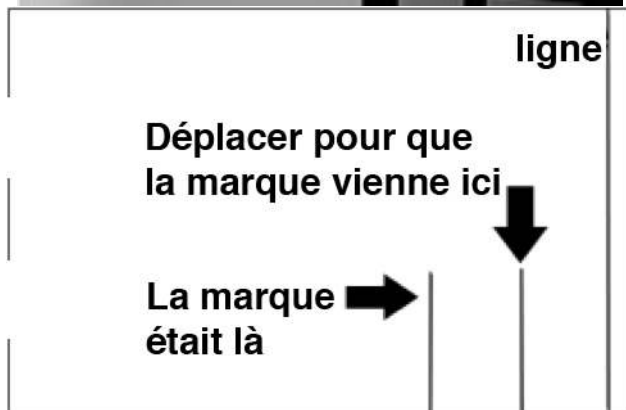 ligne
Déplacer pour que
la marque vienne ici
La marque
était là